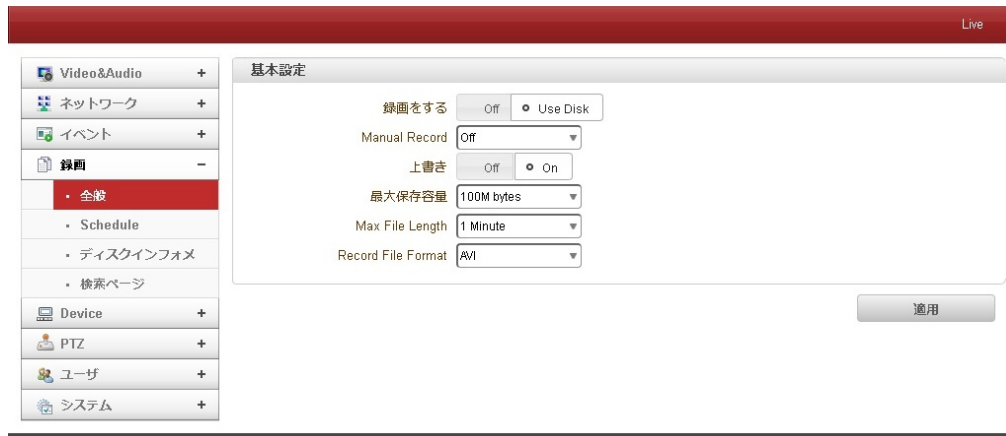 Live
Video&Audio +
ネットワーク +
イベント +
録画 -
全般
Schedule
ディスクインフォメ
検索ページ
Device +
PTZ +
ユーザ +
システム +
基本設定
録画をする Off Use Disk
Manual Record Off
上書き Off On
最大保存容量 100M bytes
Max File Length 1 Minute
Record File Format AVI
適用